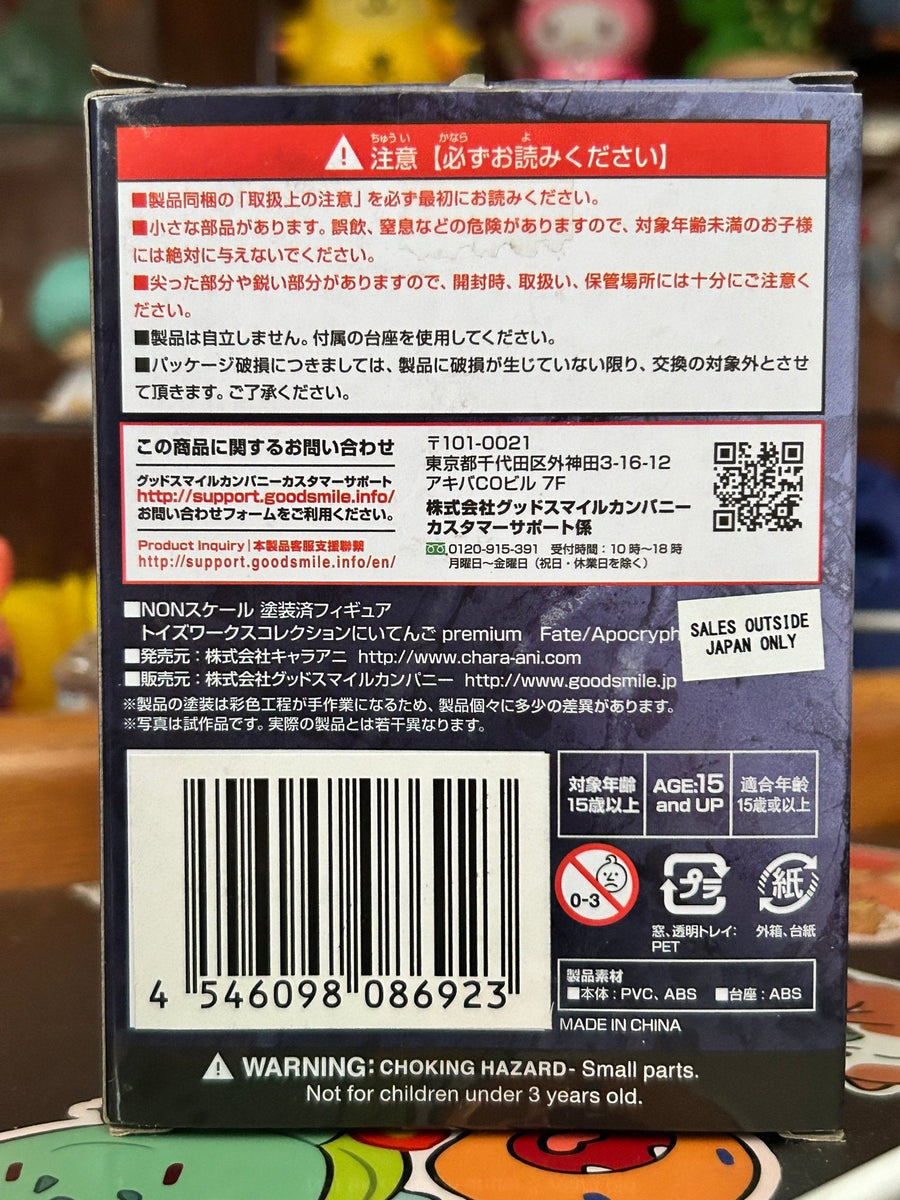 ちゅうい かなら よ
⚠注意【必ずお読みください】
■製品同梱の「取扱上の注意」を必ず最初にお読みください。
■小さな部品があります。誤飲、窒息などの危険がありますので、対象年齢未満のお子様
には絶対に与えないでください。
■尖った部分や鋭い部分がありますので、開封時、取扱い、保管場所には十分にご注意く
ださい。
■製品は自立しません。付属の台座を使用してください。
■パッケージ破損につきましては、製品に破損が生じていない限り、交換の対象外とさせ
て頂きます。ご了承ください。
この商品に関するお問い合わせ
グッドスマイルカンパニーカスタマーサポート
http://support.goodsmile.info/
お問い合わせフォームをご利用ください。
Product Inquiry|本製品客服支援聯繫
http://support.goodsmile.info/en/
〒101-0021
東京都千代田区外神田3-16-12
アキバCOビル 7F
株式会社グッドスマイルカンパニー
カスタマーサポート係
0120-915-391 受付時間:10時〜18時
月曜日〜金曜日(祝日・休業日を除く)
■NONスケール 塗装済フィギュア
トイズワークスコレクションにいてんご premium Fate/Apocryph
■発売元:株式会社キャラアニ http://www.chara-ani.com
■販売元:株式会社グッドスマイルカンパニー http://www.goodsmile.jp
SALES OUTSIDE
JAPAN ONLY
※製品の塗装は彩色工程が手作業になるため、製品個々に多少の差異があります。
※写真は試作品です。実際の製品とは若干異なります。
4 546098 086923
対象年齢
15歳以上
AGE:15
and UP
適合年齡
15歲或以上
0-3
プラ
紙
窓、透明トレイ:
PET
外箱、台紙
製品素材
■本体:PVC、ABS ■台座:ABS
MADE IN CHINA
⚠ WARNING: CHOKING HAZARD- Small parts.
Not for children under 3 years old.